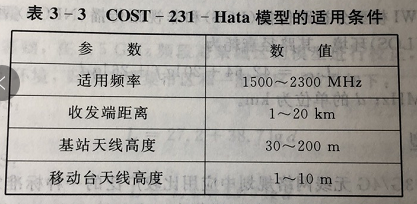 表 3-3 COST-231-Hata 模型的适用条件
参 数 数 值
适用频率 1500～2300 MHz
收发端距离 1～20 km
基站天线高度 30～200 m
移动台天线高度 1～10 m